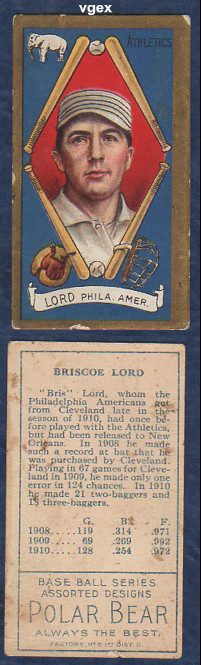 vgex
ATHLETICS
LORD PHILA. AMER.
BRISCOE LORD
"Bris" Lord, whom the
Philadelphia Americans got
from Cleveland late in the
season of 1910, had once be-
fore played with the Athletics,
but had been released to New
Orleans. In 1908 he made
such a record at bat that he
was purchased by Cleveland.
Playing in 67 games for Cleve-
land in 1909, he made only one
error in 124 chances. In 1910
he made 21 two-baggers and
18 three-baggers.
G. B. F.
1908......119 .314 .971
1909...... 69 .269 .992
1910......128 .254 .972
BASE BALL SERIES
ASSORTED DESIGNS
POLAR BEAR
ALWAYS THE BEST.
FACTORY No 6 1ST DIST O.